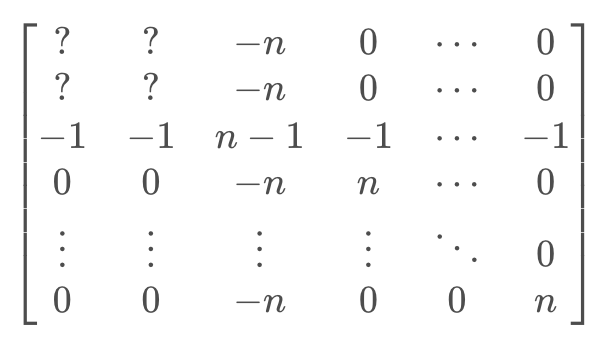 ? ? −n 0 ⋯ 0
? ? −n 0 ⋯ 0
−1 −1 n − 1 −1 ⋯ −1
0 0 −n n ⋯ 0
⋮ ⋮ ⋮ ⋮ ⋱ 0
0 0 −n 0 0 n